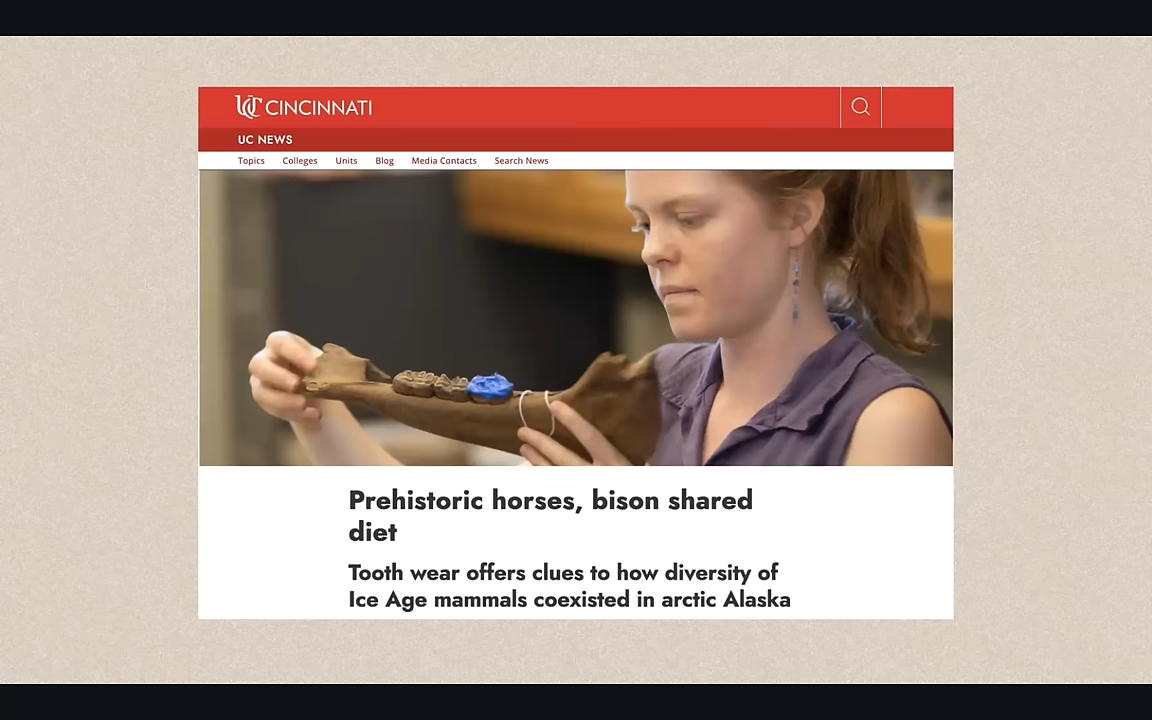 UC CINCINNATI
UC NEWS
Topics Colleges Units Blog Media Contacts Search News
Prehistoric horses, bison shared
diet
Tooth wear offers clues to how diversity of
Ice Age mammals coexisted in arctic Alaska